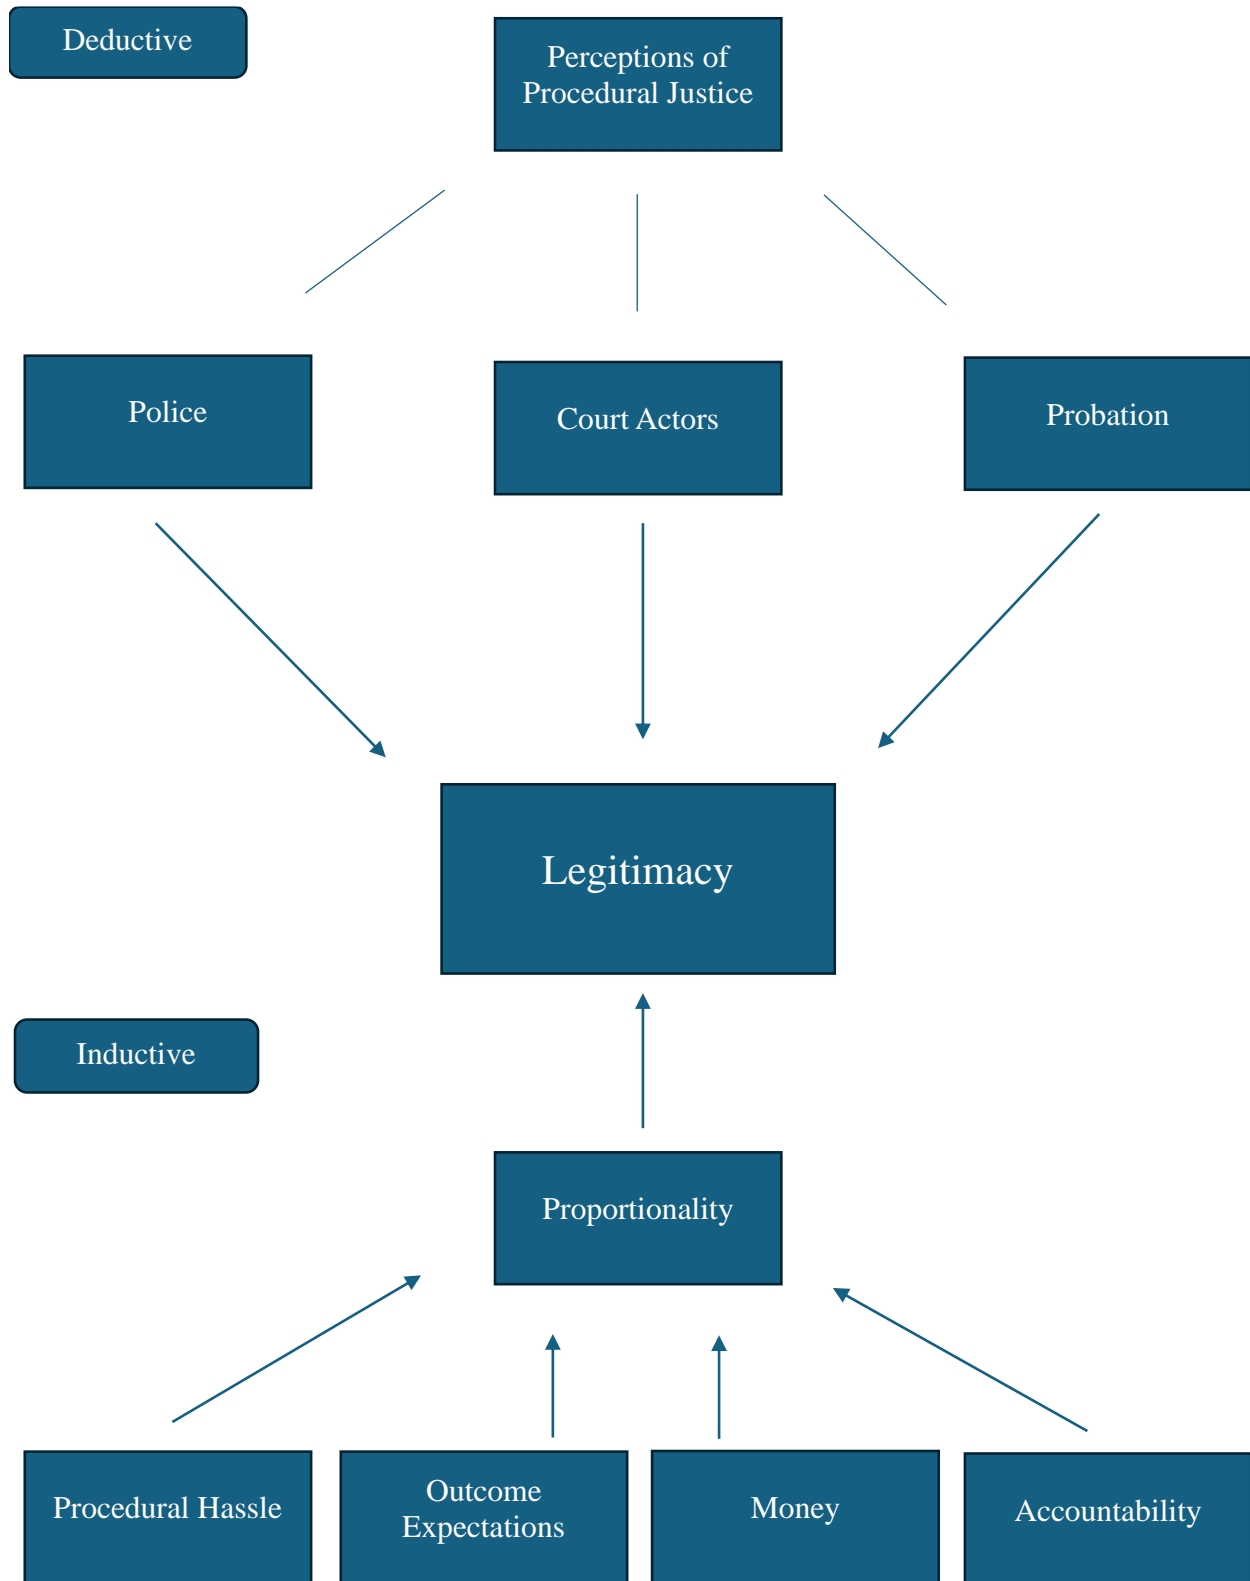 Deductive
Perceptions of
Procedural Justice
Police
Court Actors
Probation
Legitimacy
Inductive
Proportionality
Procedural Hassle
Outcome
Expectations
Money
Accountability